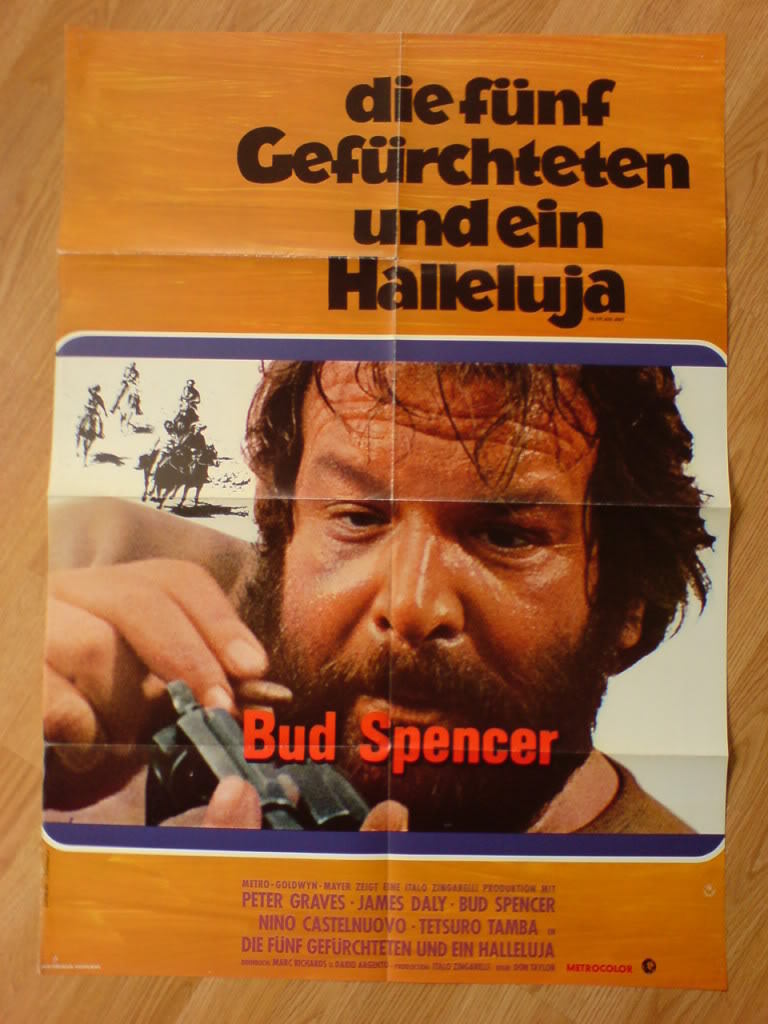 die fünf
Gefürchteten
und ein
Halleluja
Bud Spencer
METRO-GOLDWYN-MAYER ZEIGT EINE ITALO ZINGARELLI PRODUKTION MIT
PETER GRAVES · JAMES DALY · BUD SPENCER
NINO CASTELNUOVO · TETSURO TAMBA IN
DIE FÜNF GEFÜRCHTETEN UND EIN HALLELUJA
DREHBUCH: MARC RICHARDS U. DARIO ARGENTO · PRODUKTION: ITALO ZINGARELLI · REGIE: DON TAYLOR METROCOLOR